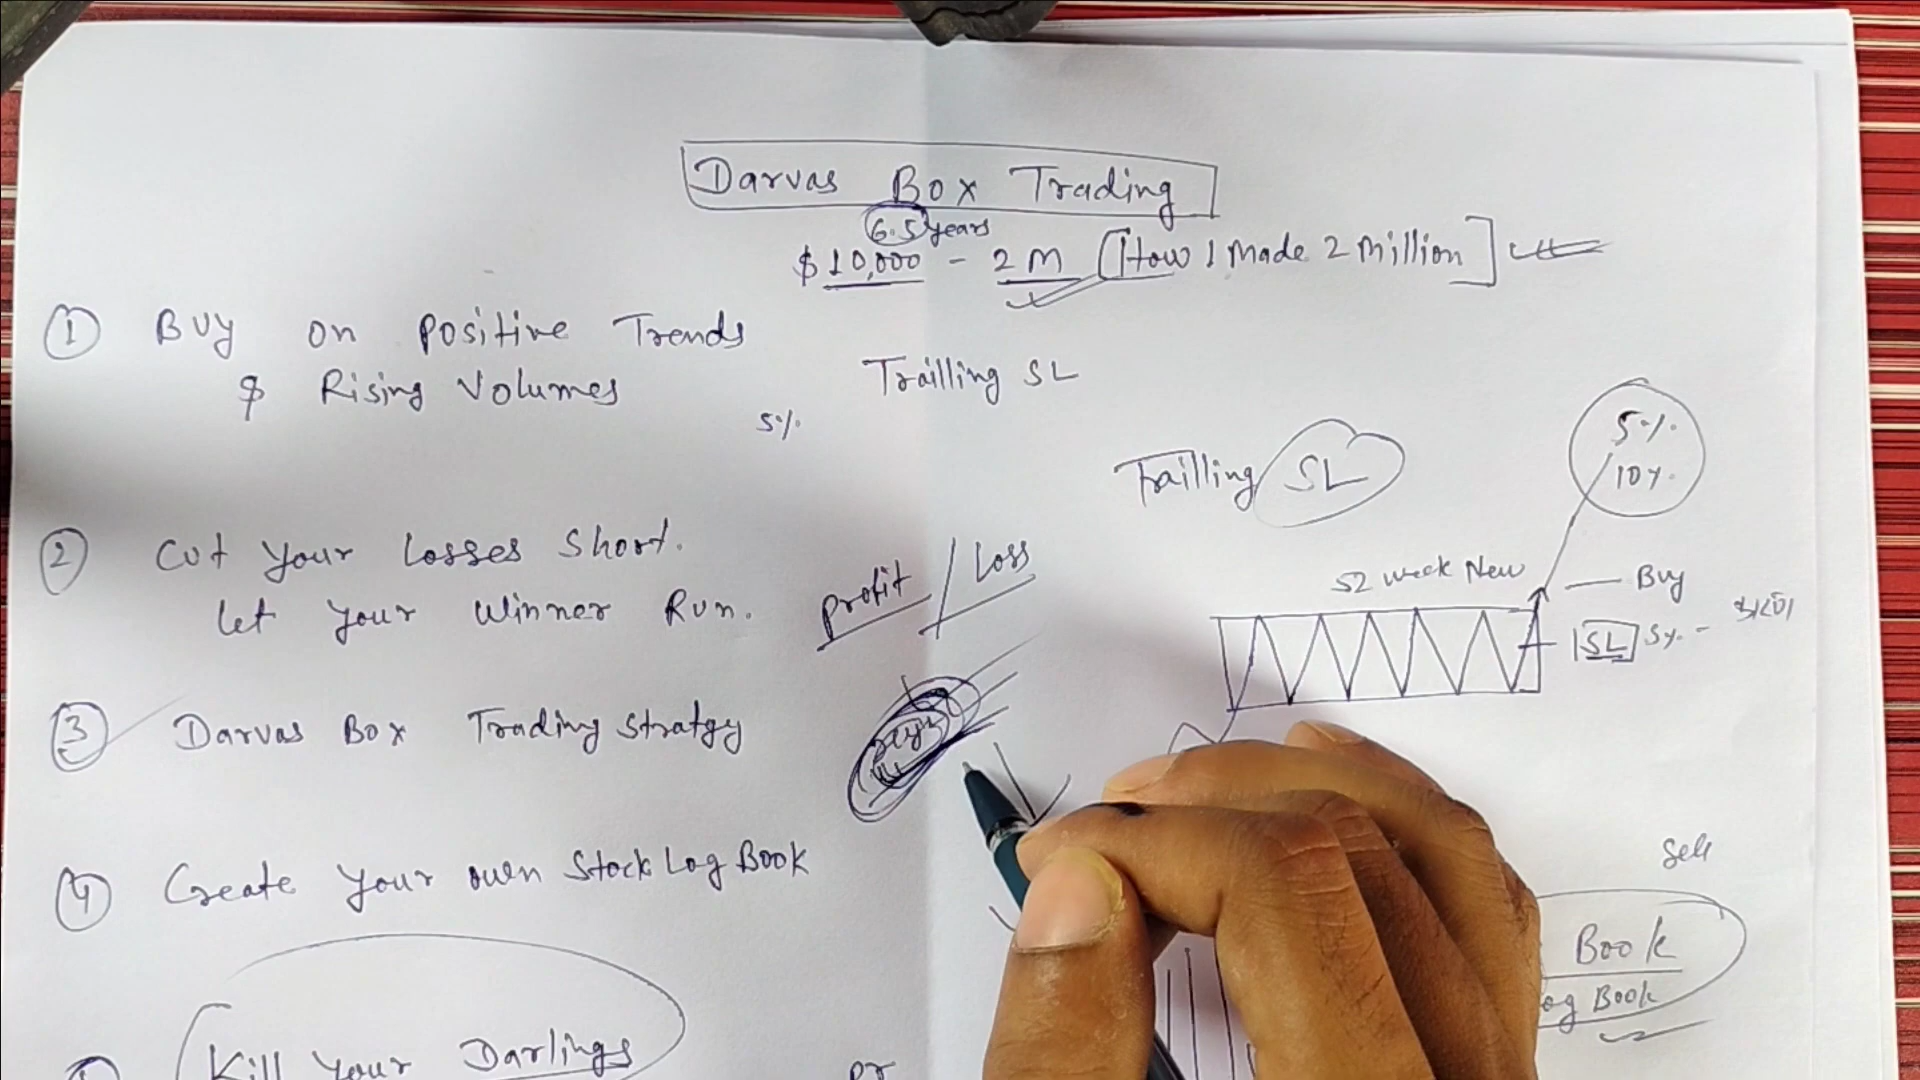 Darvas Box Trading
6.5 years
$ 10,000 - 2 M [How I Made 2 Million]
① Buy on Positive Trends
& Rising Volumes
Trailling SL
5%
Trailling SL
5%
10%
② Cut Your Losses Short.
Let Your Winner Run.
Profit / Loss
52 Week New
Buy
SL 5% -
③ Darvas Box Trading Stratgy
④ Create Your own Stock Log Book
Sell
Book
og Book
Kill Your Darlings